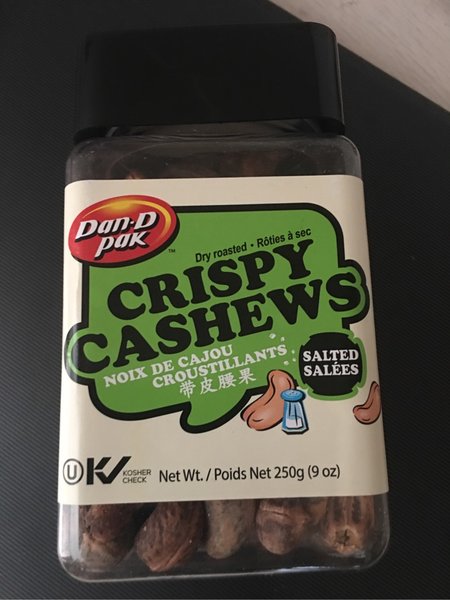 Dan-D
pak
TM
Dry roasted • Rôties à sec
CRISPY
CASHEWS
NOIX DE CAJOU
CROUSTILLANTS
带皮腰果
SALTED
SALÉES
U
KV
KOSHER
CHECK
Net Wt. / Poids Net 250g (9 oz)